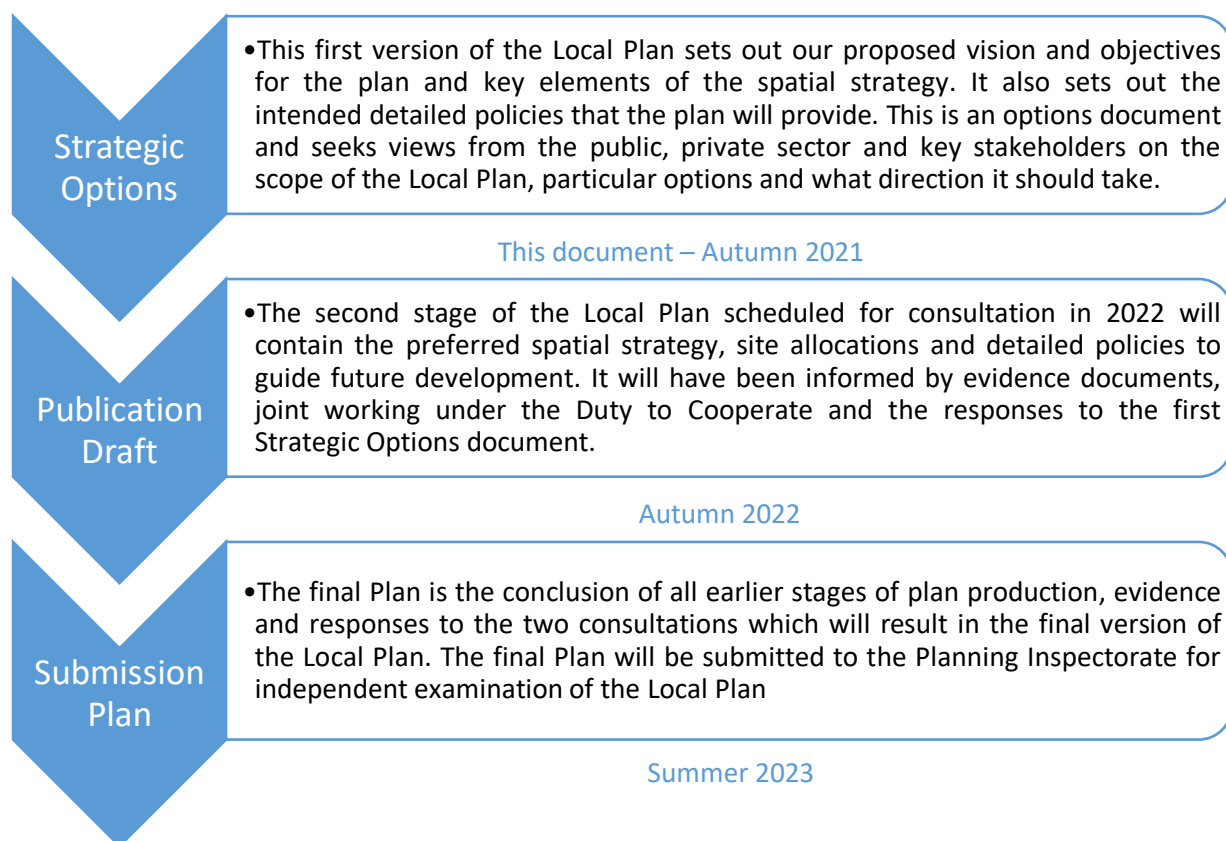 Strategic
Options
•This first version of the Local Plan sets out our proposed vision and objectives
for the plan and key elements of the spatial strategy. It also sets out the
intended detailed policies that the plan will provide. This is an options document
and seeks views from the public, private sector and key stakeholders on the
scope of the Local Plan, particular options and what direction it should take.
This document – Autumn 2021
Publication
Draft
•The second stage of the Local Plan scheduled for consultation in 2022 will
contain the preferred spatial strategy, site allocations and detailed policies to
guide future development. It will have been informed by evidence documents,
joint working under the Duty to Cooperate and the responses to the first
Strategic Options document.
Autumn 2022
Submission
Plan
•The final Plan is the conclusion of all earlier stages of plan production, evidence
and responses to the two consultations which will result in the final version of
the Local Plan. The final Plan will be submitted to the Planning Inspectorate for
independent examination of the Local Plan
Summer 2023